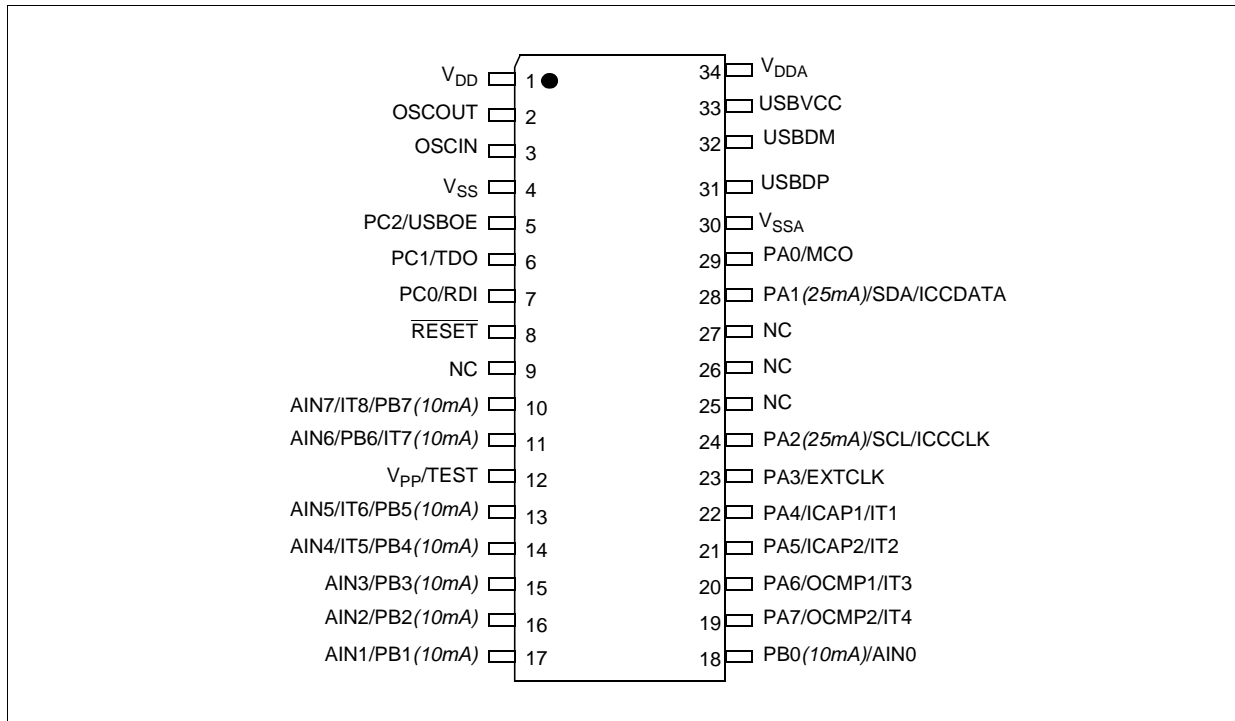 VDD 1
OSCOUT 2
OSCIN 3
VSS 4
PC2/USBOE 5
PC1/TDO 6
PC0/RDI 7
RESET 8
NC 9
AIN7/IT8/PB7(10mA) 10
AIN6/PB6/IT7(10mA) 11
VPP/TEST 12
AIN5/IT6/PB5(10mA) 13
AIN4/IT5/PB4(10mA) 14
AIN3/PB3(10mA) 15
AIN2/PB2(10mA) 16
AIN1/PB1(10mA) 17
34 VDDA
33 USBVCC
32 USBDM
31 USBDP
30 VSSA
29 PA0/MCO
28 PA1(25mA)/SDA/ICCDATA
27 NC
26 NC
25 NC
24 PA2(25mA)/SCL/ICCCLK
23 PA3/EXTCLK
22 PA4/ICAP1/IT1
21 PA5/ICAP2/IT2
20 PA6/OCMP1/IT3
19 PA7/OCMP2/IT4
18 PB0(10mA)/AIN0